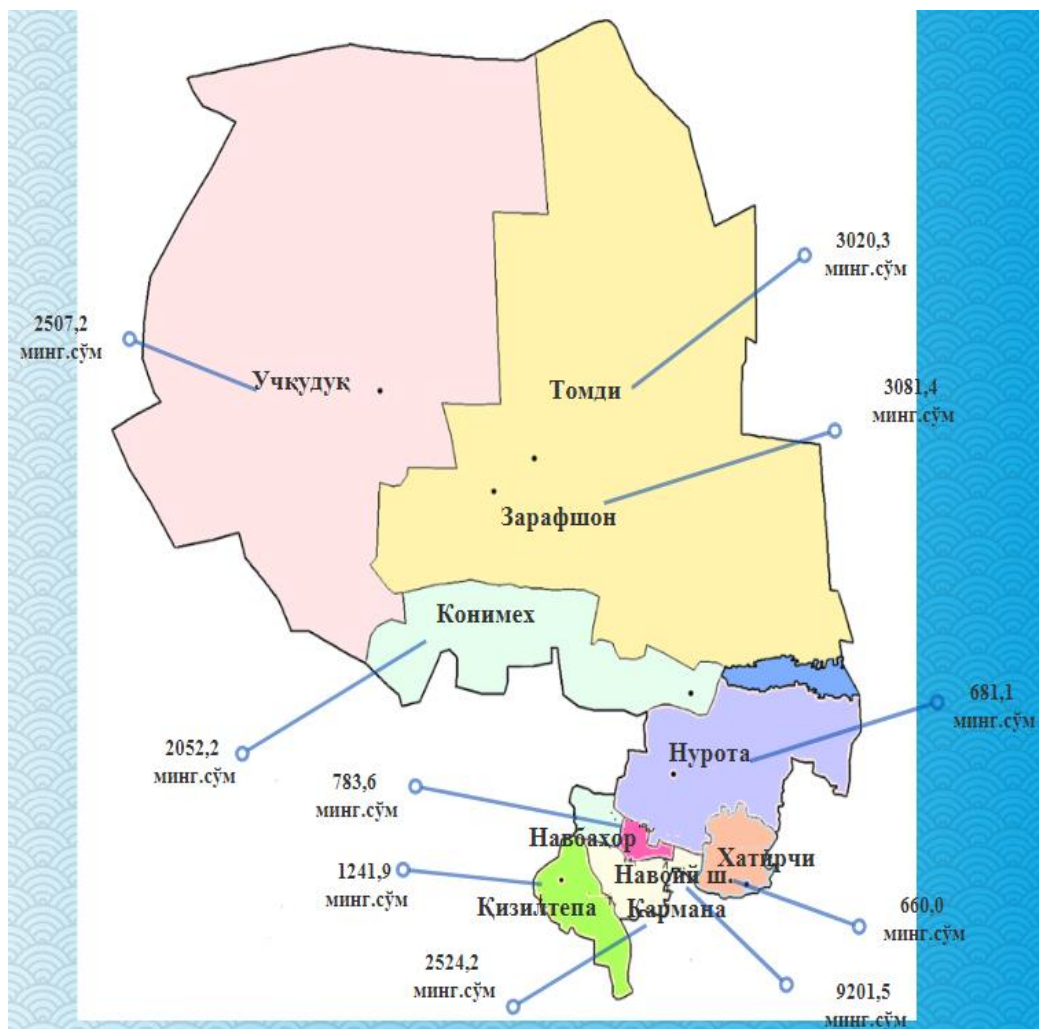 3020,3
минг.сўм
2507,2
минг.сўм
Учқудуқ
Томди
3081,4
минг.сўм
Зарафшон
Конимех
681,1
минг.сўм
2052,2
минг.сўм
Нурота
783,6
минг.сўм
Навбаҳор
Хатирчи
1241,9
минг.сўм
Навоий ш.
Қизилтепа
Кармана
660,0
минг.сўм
2524,2
минг.сўм
9201,5
минг.сўм